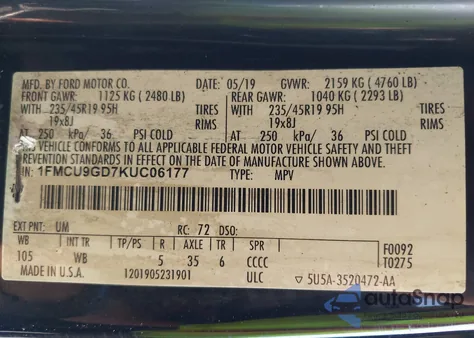 MFD. BY FORD MOTOR CO. DATE: 05/19 GVWR: 2159 KG ( 4760 LB)
FRONT GAWR: 1125 KG ( 2480 LB) REAR GAWR: 1040 KG ( 2293 LB)
WITH 235/45R19 95H TIRES WITH 235/45R19 95H TIRES
19x8J RIMS 19x8J RIMS
AT 250 kPa/ 36 PSI COLD AT 250 kPa/ 36 PSI COLD
THIS VEHICLE CONFORMS TO ALL APPLICABLE FEDERAL MOTOR VEHICLE SAFETY, BUMPER,
AND THEFT PREVENTION STANDARDS IN EFFECT ON THE DATE OF MANUFACTURE SHOWN ABOVE.
VIN: 1FMCU9GD7KUC06177 TYPE: MPV
EXT PNT: UM RC: 72 DSO:
WB INT TR TP/PS R AXLE TR SPR F0092
105 WB 5 35 6 CCCC T0275
MADE IN U.S.A. 1201905231901 ULC ▽ 5U5A-3520472-AA
autoSnap